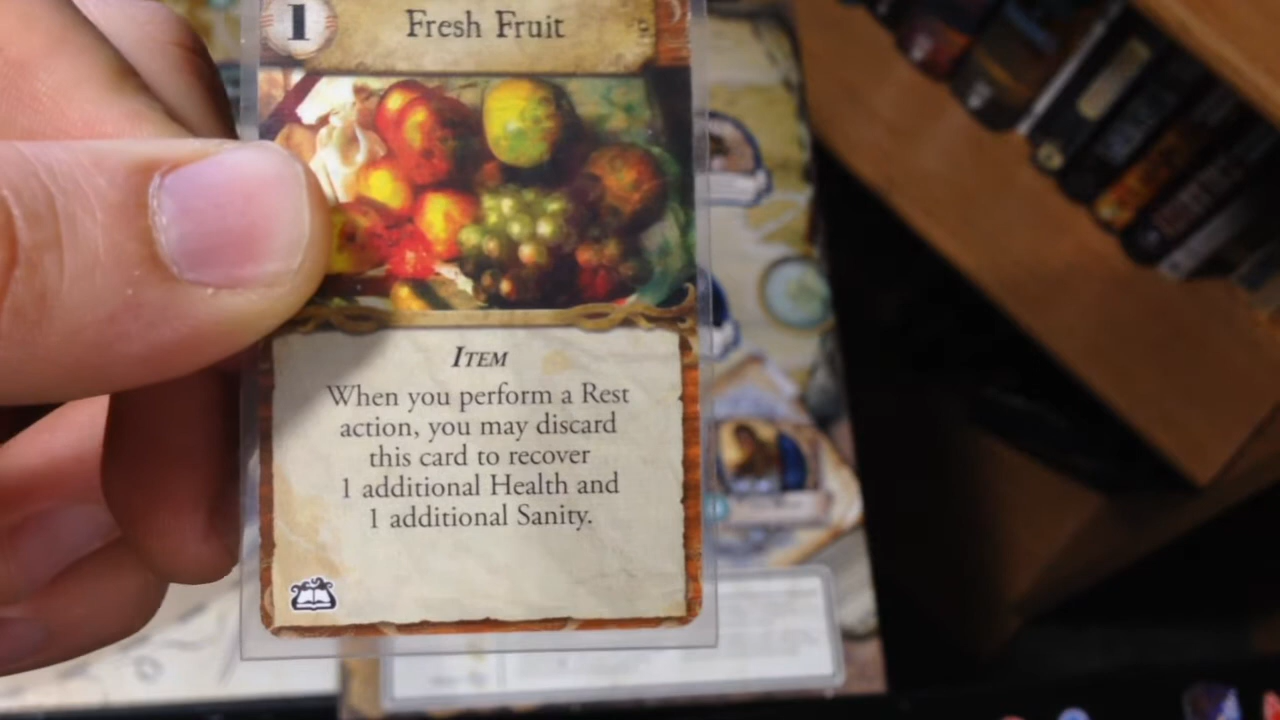 1
Fresh Fruit
ITEM
When you perform a Rest
action, you may discard
this card to recover
1 additional Health and
1 additional Sanity.